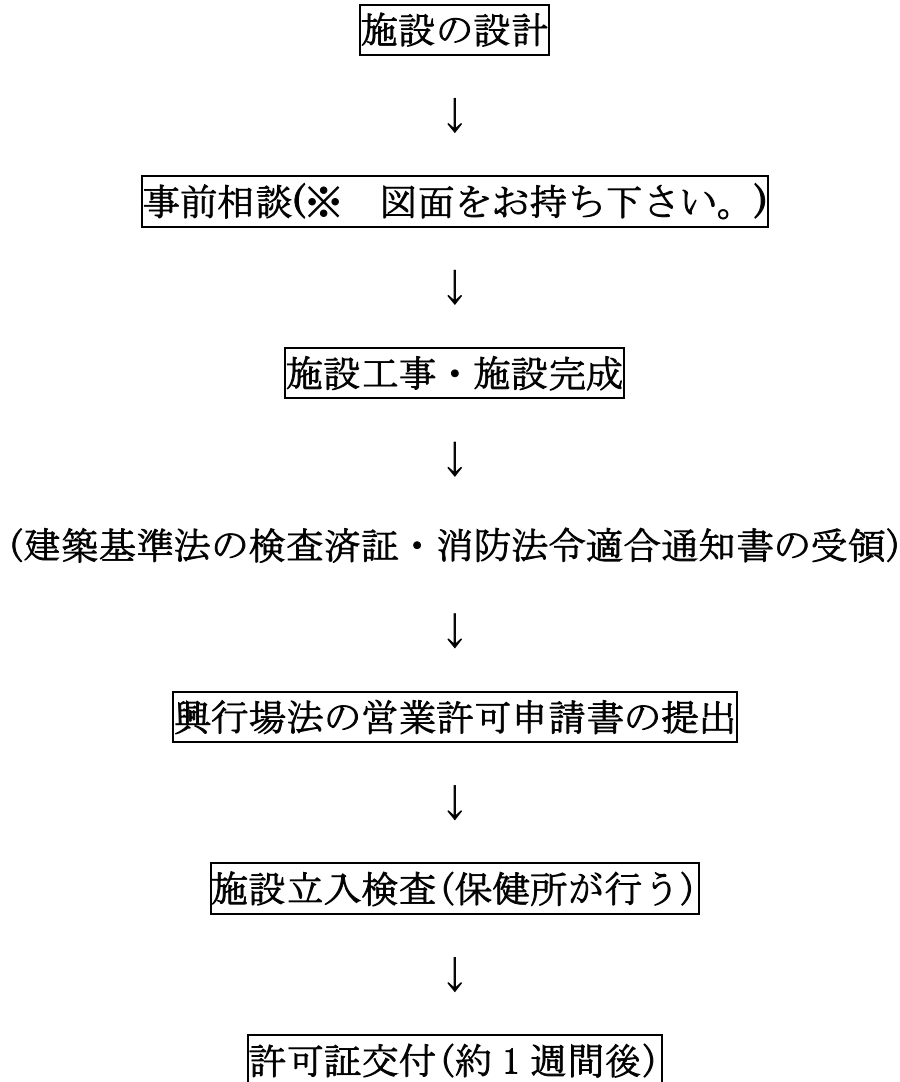 施設の設計
↓
事前相談(※　図面をお持ち下さい。)
↓
施設工事・施設完成
↓
(建築基準法の検査済証・消防法令適合通知書の受領)
↓
興行場法の営業許可申請書の提出
↓
施設立入検査(保健所が行う)
↓
許可証交付(約1週間後)